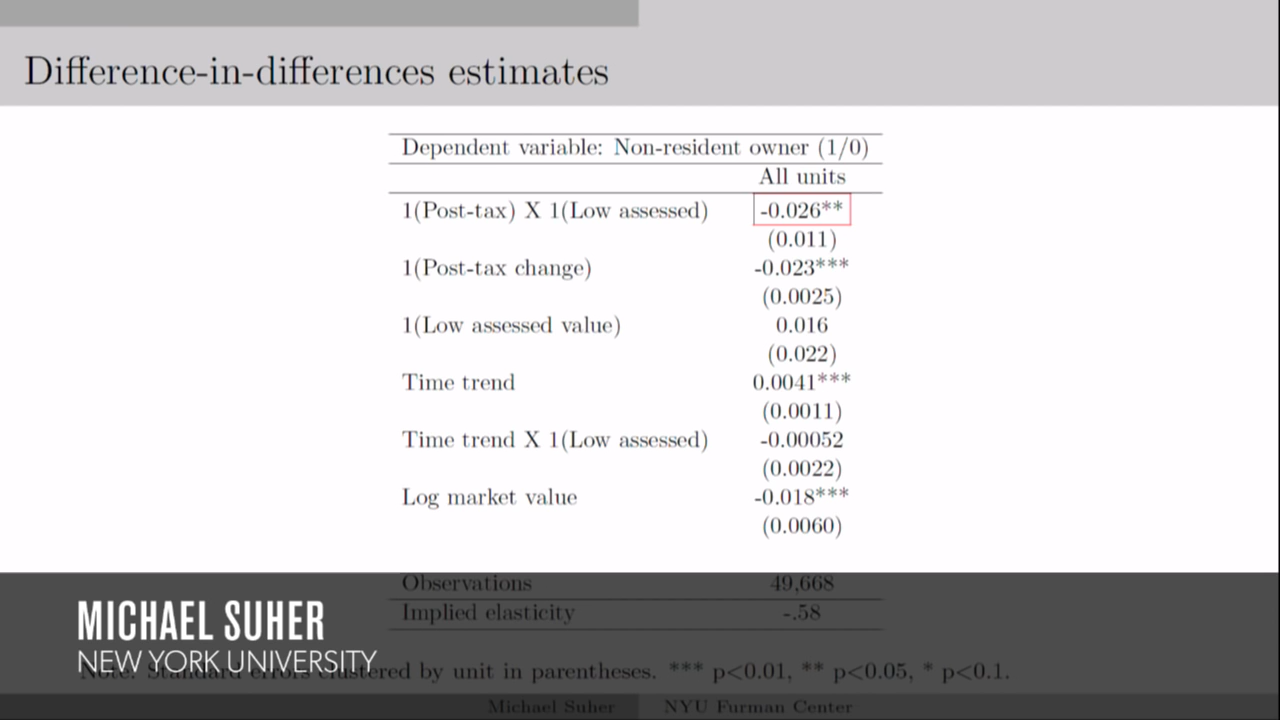 Difference-in-differences estimates
Dependent variable: Non-resident owner (1/0)
All units
1(Post-tax) X 1(Low assessed) -0.026**
(0.011)
1(Post-tax change) -0.023***
(0.0025)
1(Low assessed value) 0.016
(0.022)
Time trend 0.0041***
(0.0011)
Time trend X 1(Low assessed) -0.00052
(0.0022)
Log market value -0.018***
(0.0060)
Observations 49,668
Implied elasticity -.58
MICHAEL SUHER
NEW YORK UNIVERSITY
Note: Standard errors clustered by unit in parentheses. *** p<0.01, ** p<0.05, * p<0.1.
Michael Suher NYU Furman Center